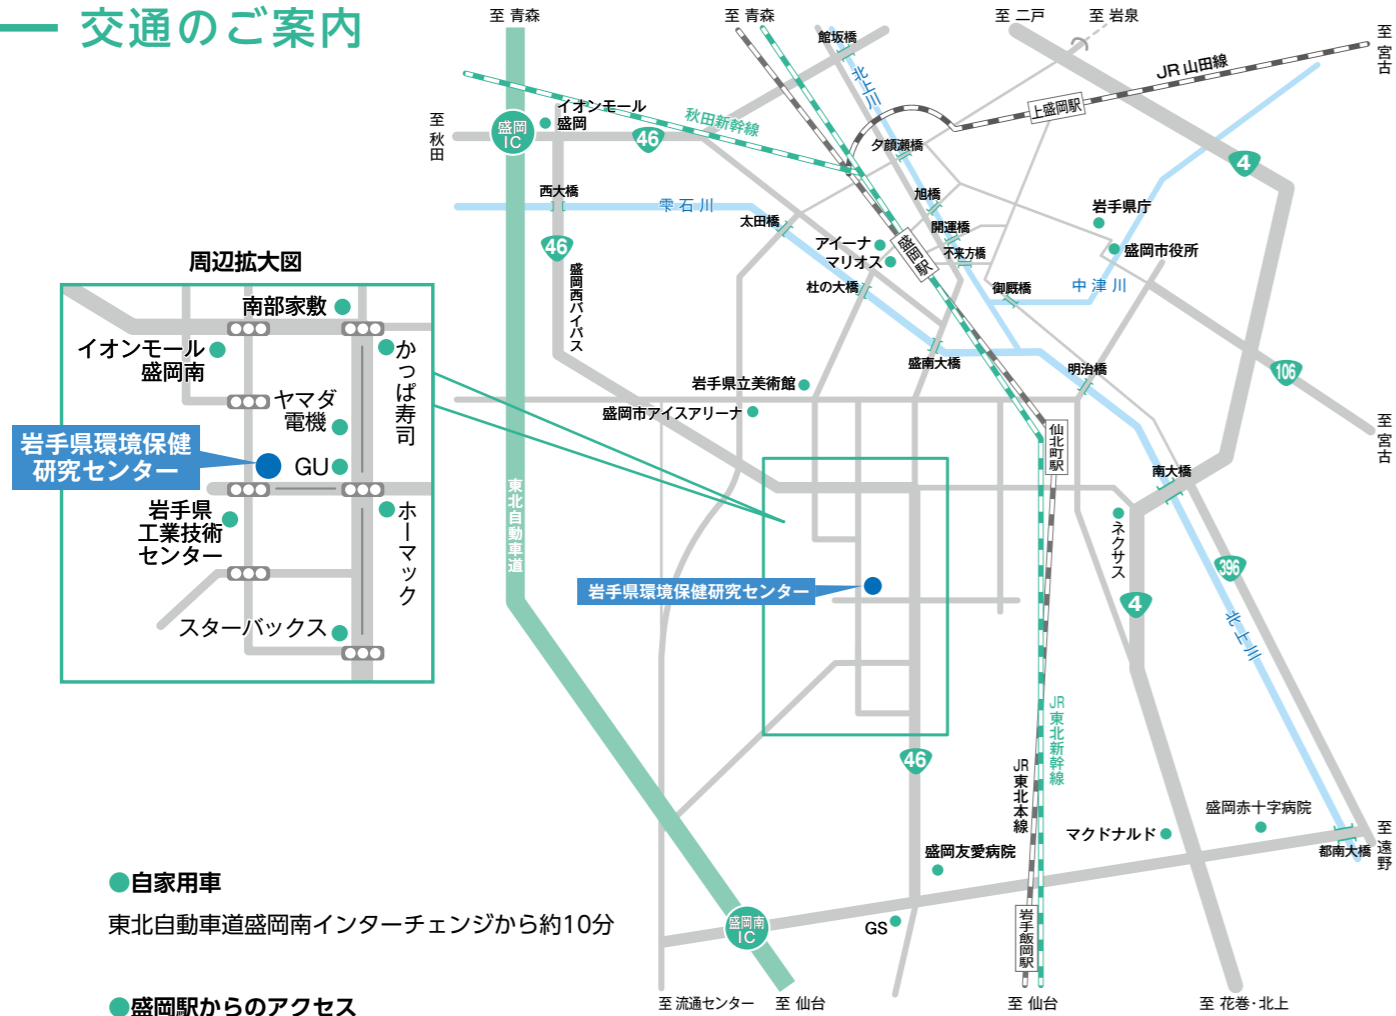 交通のご案内
至 青森
至 青森
至 二戸
至 岩泉
至 宮古
館坂橋
北上川
JR 山田線
上盛岡駅
イオンモール
盛岡
秋田新幹線
至 秋田
盛岡
IC
46
4
夕顔瀬橋
西大橋
雫石川
太田橋
旭橋
開運橋
不来方橋
岩手県庁
盛岡市役所
アイーナ
マリオス
盛岡駅
46
盛岡西バイパス
杜の大橋
御厩橋
中津川
盛南大橋
明治橋
106
岩手県立美術館
盛岡市アイスアリーナ
仙北町駅
至 宮古
南大橋
ネクサス
396
4
北上川
東北自動車道
岩手県環境保健研究センター
周辺拡大図
南部家敷
イオンモール
盛岡南
かっぱ寿司
ヤマダ
電機
岩手県環境保健
研究センター
GU
岩手県
工業技術
センター
ホーマック
スターバックス
46
JR東北新幹線
JR東北本線
盛岡赤十字病院
マクドナルド
盛岡友愛病院
都南大橋
至 遠野
盛岡南
IC
GS
岩手飯岡駅
至 流通センター
至 仙台
至 仙台
至 花巻・北上
●自家用車
東北自動車道盛岡南インターチェンジから約10分
●盛岡駅からのアクセス